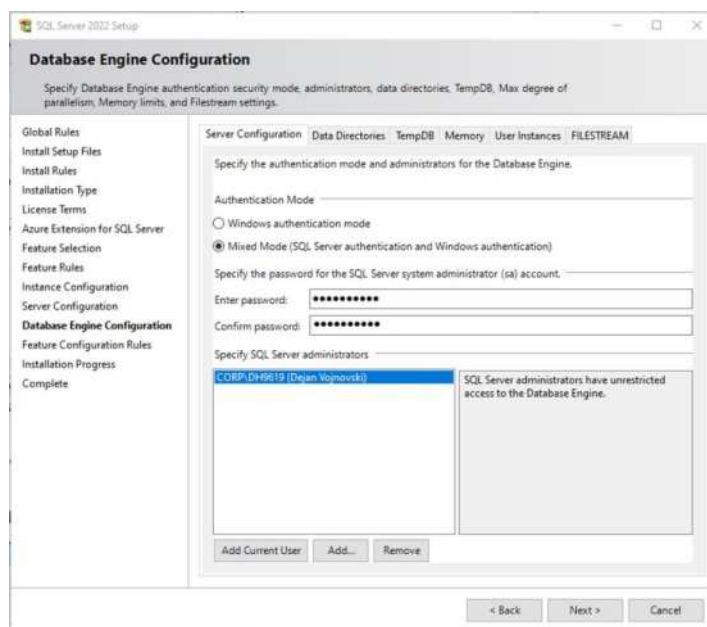 SQL Server 2022 Setup
Database Engine Configuration
Specify Database Engine authentication security mode, administrators, data directories, TempDB, Max degree of
parallelism, Memory limits, and Filestream settings.
Global Rules
Install Setup Files
Install Rules
Installation Type
License Terms
Azure Extension for SQL Server
Feature Selection
Feature Rules
Instance Configuration
Server Configuration
Database Engine Configuration
Feature Configuration Rules
Installation Progress
Complete
Server Configuration Data Directories TempDB Memory User Instances FILESTREAM
Specify the authentication mode and administrators for the Database Engine.
Authentication Mode
Windows authentication mode
Mixed Mode (SQL Server authentication and Windows authentication)
Specify the password for the SQL Server system administrator (sa) account.
Enter password: ●●●●●●●●●●
Confirm password: ●●●●●●●●●●
Specify SQL Server administrators
CORP\DH9619 (Dejan Vojnovski)
SQL Server administrators have unrestricted
access to the Database Engine.
Add Current User Add... Remove
< Back Next > Cancel